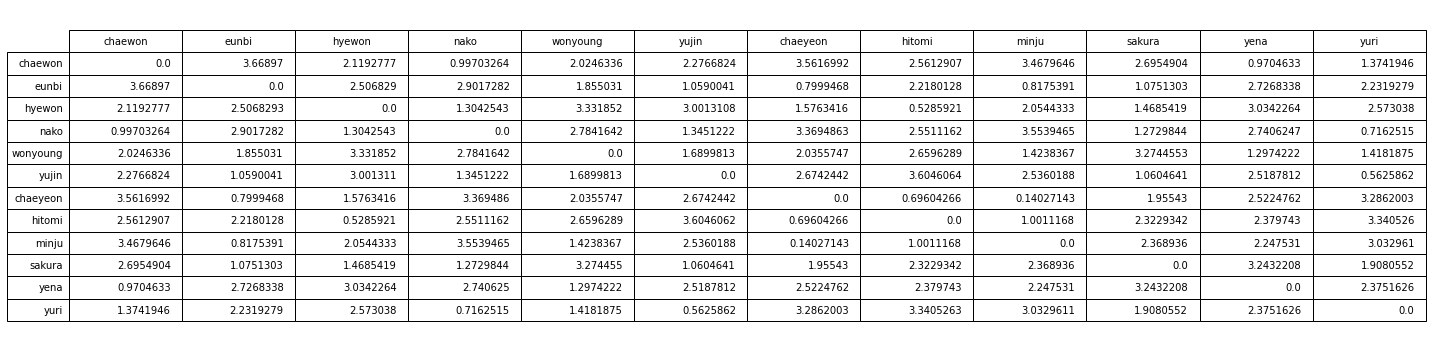 chaewon eunbi hyewon nako wonyoung yujin chaeyeon hitomi minju sakura yena yuri
chaewon 0.0 3.66897 2.1192777 0.99703264 2.0246336 2.2766824 3.5616992 2.5612907 3.4679646 2.6954904 0.9704633 1.3741946
eunbi 3.66897 0.0 2.506829 2.9017282 1.855031 1.0590041 0.7999468 2.2180128 0.8175391 1.0751303 2.7268338 2.2319279
hyewon 2.1192777 2.5068293 0.0 1.3042543 3.331852 3.0013108 1.5763416 0.5285921 2.0544333 1.4685419 3.0342264 2.573038
nako 0.99703264 2.9017282 1.3042543 0.0 2.7841642 1.3451222 3.3694863 2.5511162 3.5539465 1.2729844 2.7406247 0.7162515
wonyoung 2.0246336 1.855031 3.331852 2.7841642 0.0 1.6899813 2.0355747 2.6596289 1.4238367 3.2744553 1.2974222 1.4181875
yujin 2.2766824 1.0590041 3.001311 1.3451222 1.6899813 0.0 2.6742442 3.6046064 2.5360188 1.0604641 2.5187812 0.5625862
chaeyeon 3.5616992 0.7999468 1.5763416 3.369486 2.0355747 2.6742442 0.0 0.69604266 0.14027143 1.95543 2.5224762 3.2862003
hitomi 2.5612907 2.2180128 0.5285921 2.5511162 2.6596289 3.6046062 0.69604266 0.0 1.0011168 2.3229342 2.379743 3.340526
minju 3.4679646 0.8175391 2.0544333 3.5539465 1.4238367 2.5360188 0.14027143 1.0011168 0.0 2.368936 2.247531 3.032961
sakura 2.6954904 1.0751303 1.4685419 1.2729844 3.274455 1.0604641 1.95543 2.3229342 2.368936 0.0 3.2432208 1.9080552
yena 0.9704633 2.7268338 3.0342264 2.740625 1.2974222 2.5187812 2.5224762 2.379743 2.247531 3.2432208 0.0 2.3751626
yuri 1.3741946 2.2319279 2.573038 0.7162515 1.4181875 0.5625862 3.2862003 3.3405263 3.0329611 1.9080552 2.3751626 0.0